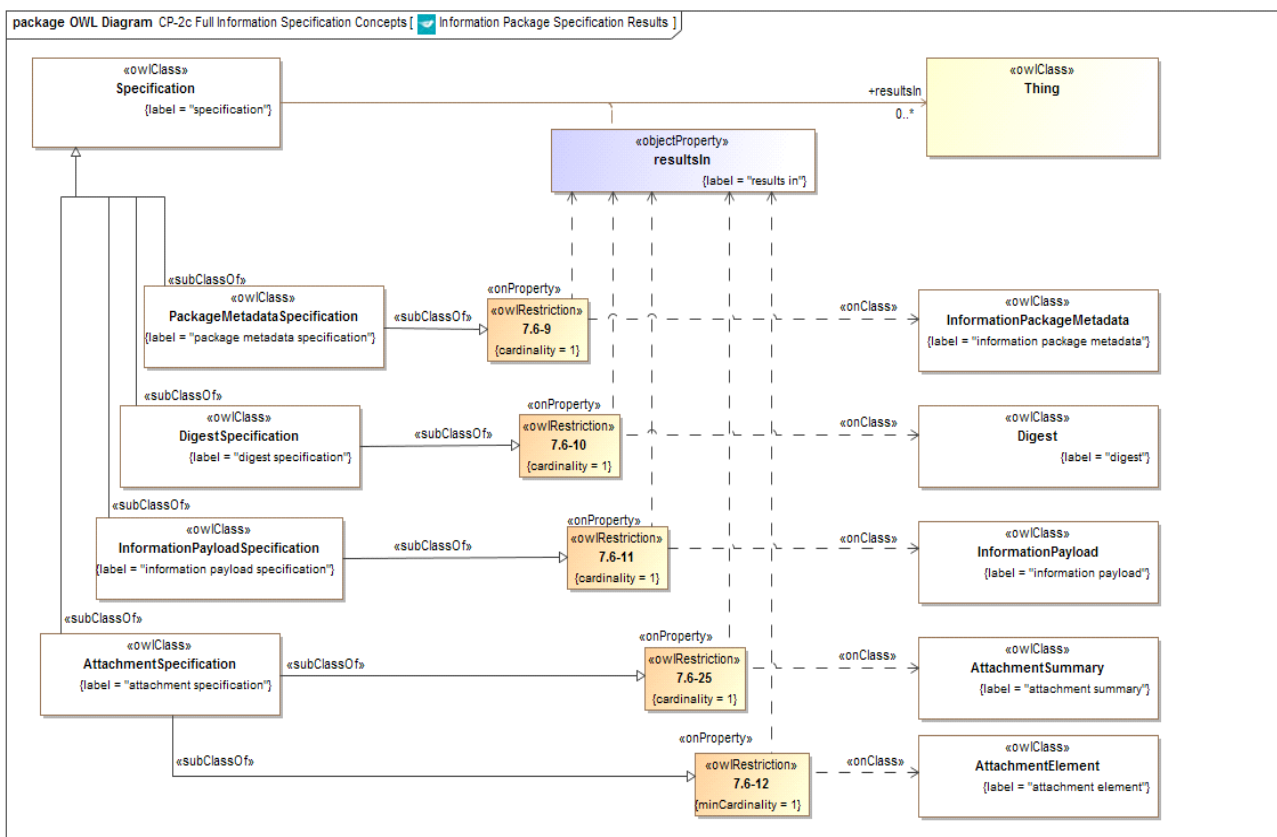 package OWL Diagram CP-2c Full Information Specification Concepts [ Information Package Specification Results ]
«owlClass»
Specification
{label = "specification"}
+resultsIn
0..*
«owlClass»
Thing
«objectProperty»
resultsIn
{label = "results in"}
«subClassOf»
«owlClass»
PackageMetadataSpecification
{label = "package metadata specification"}
«subClassOf»
«onProperty»
«owlRestriction»
7.6-9
{cardinality = 1}
«onClass»
«owlClass»
InformationPackageMetadata
{label = "information package metadata"}
«subClassOf»
«owlClass»
DigestSpecification
{label = "digest specification"}
«subClassOf»
«onProperty»
«owlRestriction»
7.6-10
{cardinality = 1}
«onClass»
«owlClass»
Digest
{label = "digest"}
«subClassOf»
«owlClass»
InformationPayloadSpecification
{label = "information payload specification"}
«subClassOf»
«onProperty»
«owlRestriction»
7.6-11
{cardinality = 1}
«onClass»
«owlClass»
InformationPayload
{label = "information payload"}
«subClassOf»
«owlClass»
AttachmentSpecification
{label = "attachment specification"}
«subClassOf»
«onProperty»
«owlRestriction»
7.6-25
{cardinality = 1}
«onClass»
«owlClass»
AttachmentSummary
{label = "attachment summary"}
«subClassOf»
«onProperty»
«owlRestriction»
7.6-12
{minCardinality = 1}
«onClass»
«owlClass»
AttachmentElement
{label = "attachment element"}